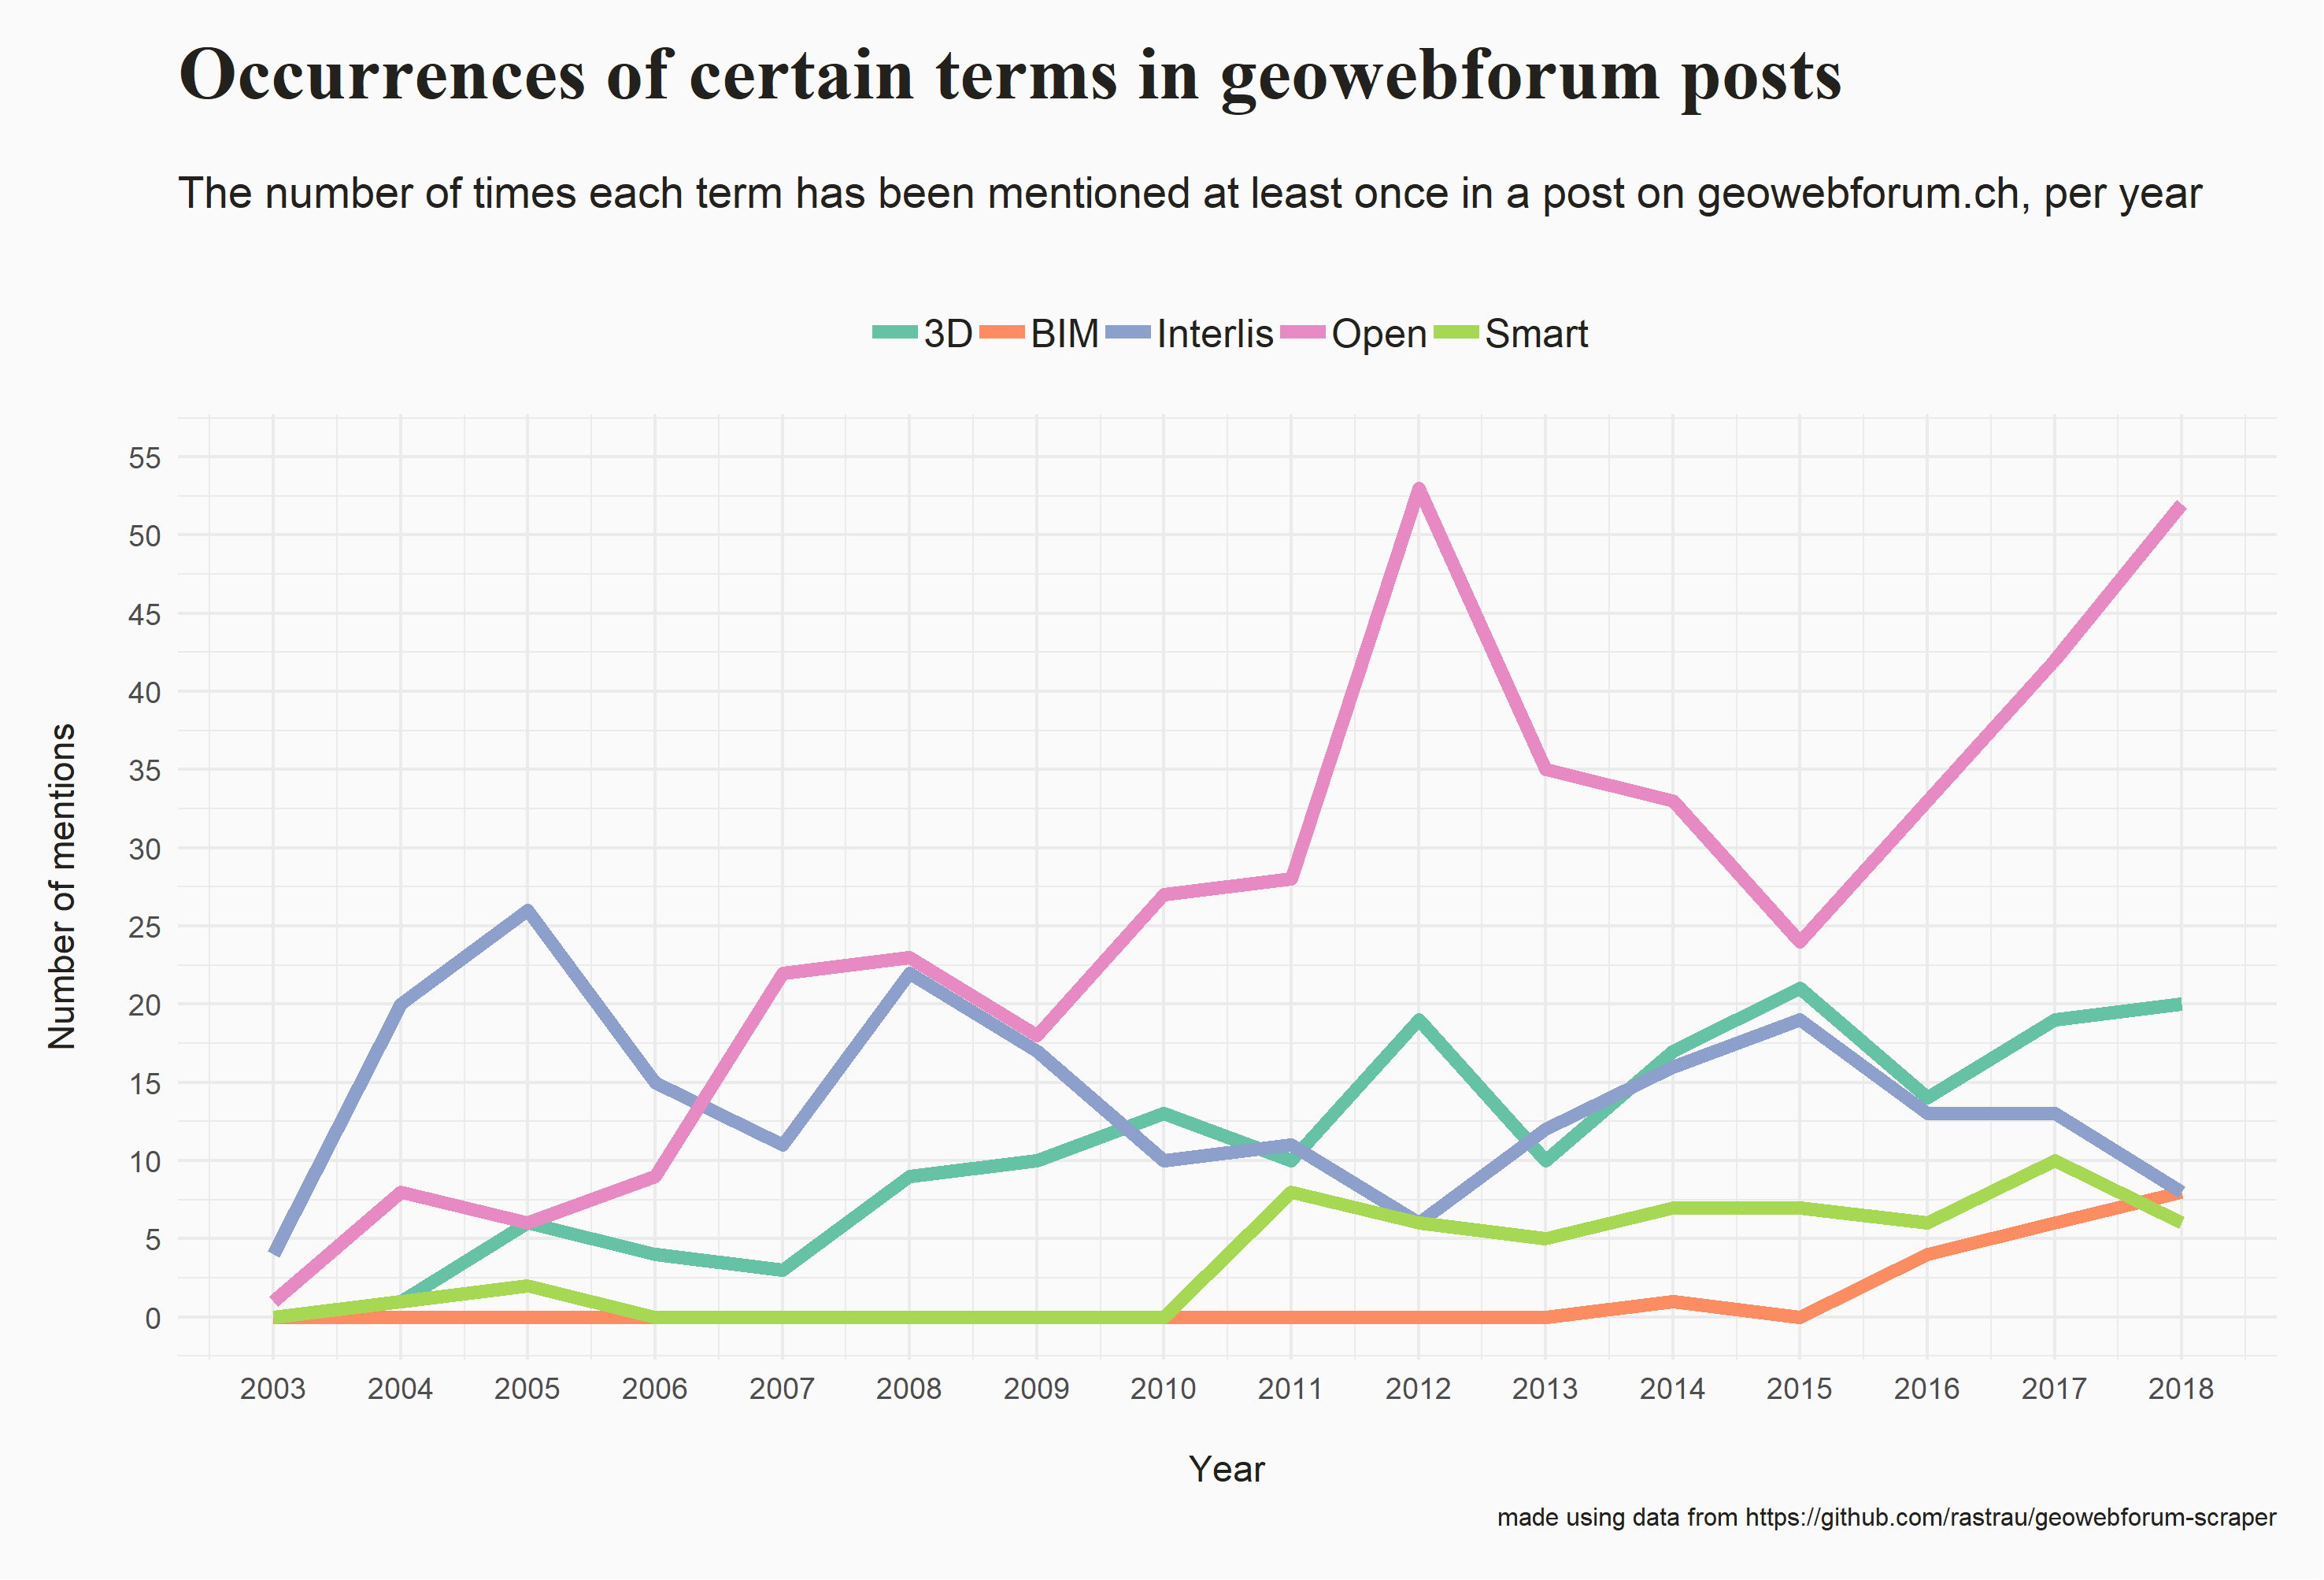 Occurrences of certain terms in geowebforum posts
The number of times each term has been mentioned at least once in a post on geowebforum.ch, per year
3D BIM Interlis Open Smart
55
50
45
40
35
30
25
20
15
10
5
0
Number of mentions
2003 2004 2005 2006 2007 2008 2009 2010 2011 2012 2013 2014 2015 2016 2017 2018
Year
made using data from https://github.com/rastrau/geowebforum-scraper